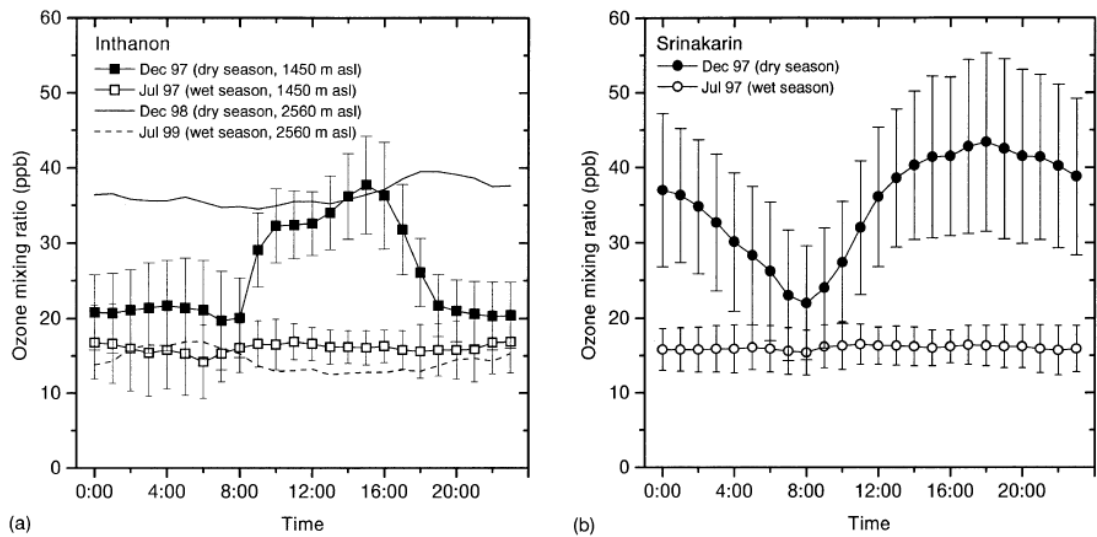 60
50
40
30
20
10
0
Ozone mixing ratio (ppb)
Inthanon
Dec 97 (dry season, 1450 m asl)
Jul 97 (wet season, 1450 m asl)
Dec 98 (dry season, 2560 m asl)
Jul 99 (wet season, 2560 m asl)
0:00 4:00 8:00 12:00 16:00 20:00
(a) Time
60
50
40
30
20
10
0
Ozone mixing ratio (ppb)
Srinakarin
Dec 97 (dry season)
Jul 97 (wet season)
0:00 4:00 8:00 12:00 16:00 20:00
(b) Time